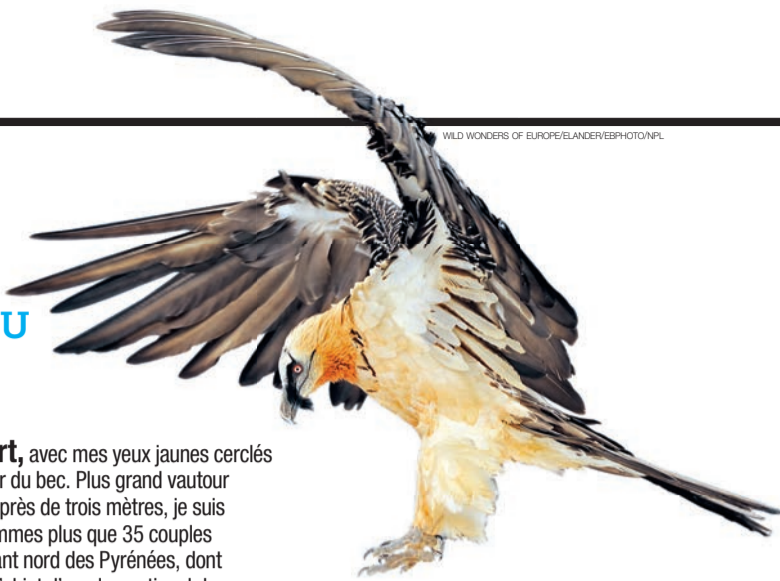 WILD WONDERS OF EUROPE/ELANDER/EBPHOTO/NPL
U
rt, avec mes yeux jaunes cerclés
r du bec. Plus grand vautour
près de trois mètres, je suis
mmes plus que 35 couples
ant nord des Pyrénées, dont